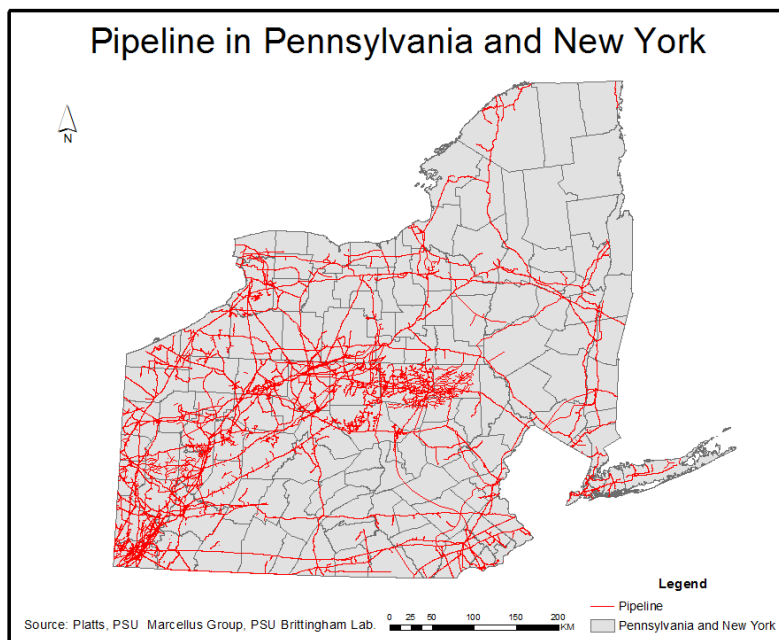 Pipeline in Pennsylvania and New York
N
Legend
Pipeline
Pennsylvania and New York
Source: Platts, PSU Marcellus Group, PSU Brittingham Lab.
0 25 50 100 150 200
KM